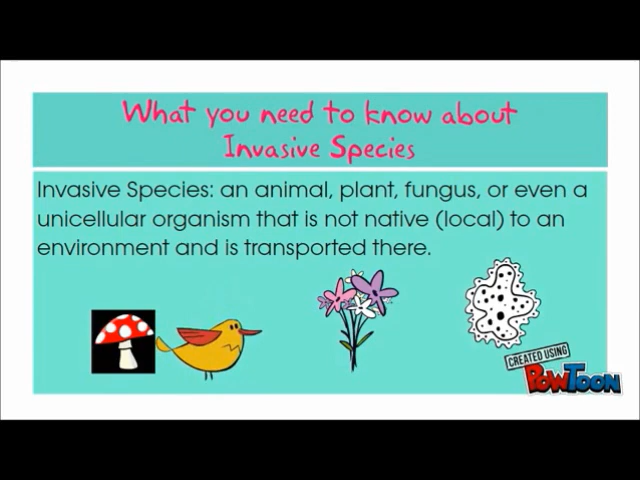 What you need to know about
Invasive Species
Invasive Species: an animal, plant, fungus, or even a
unicellular organism that is not native (local) to an
environment and is transported there.
CREATED USING
POWTOON